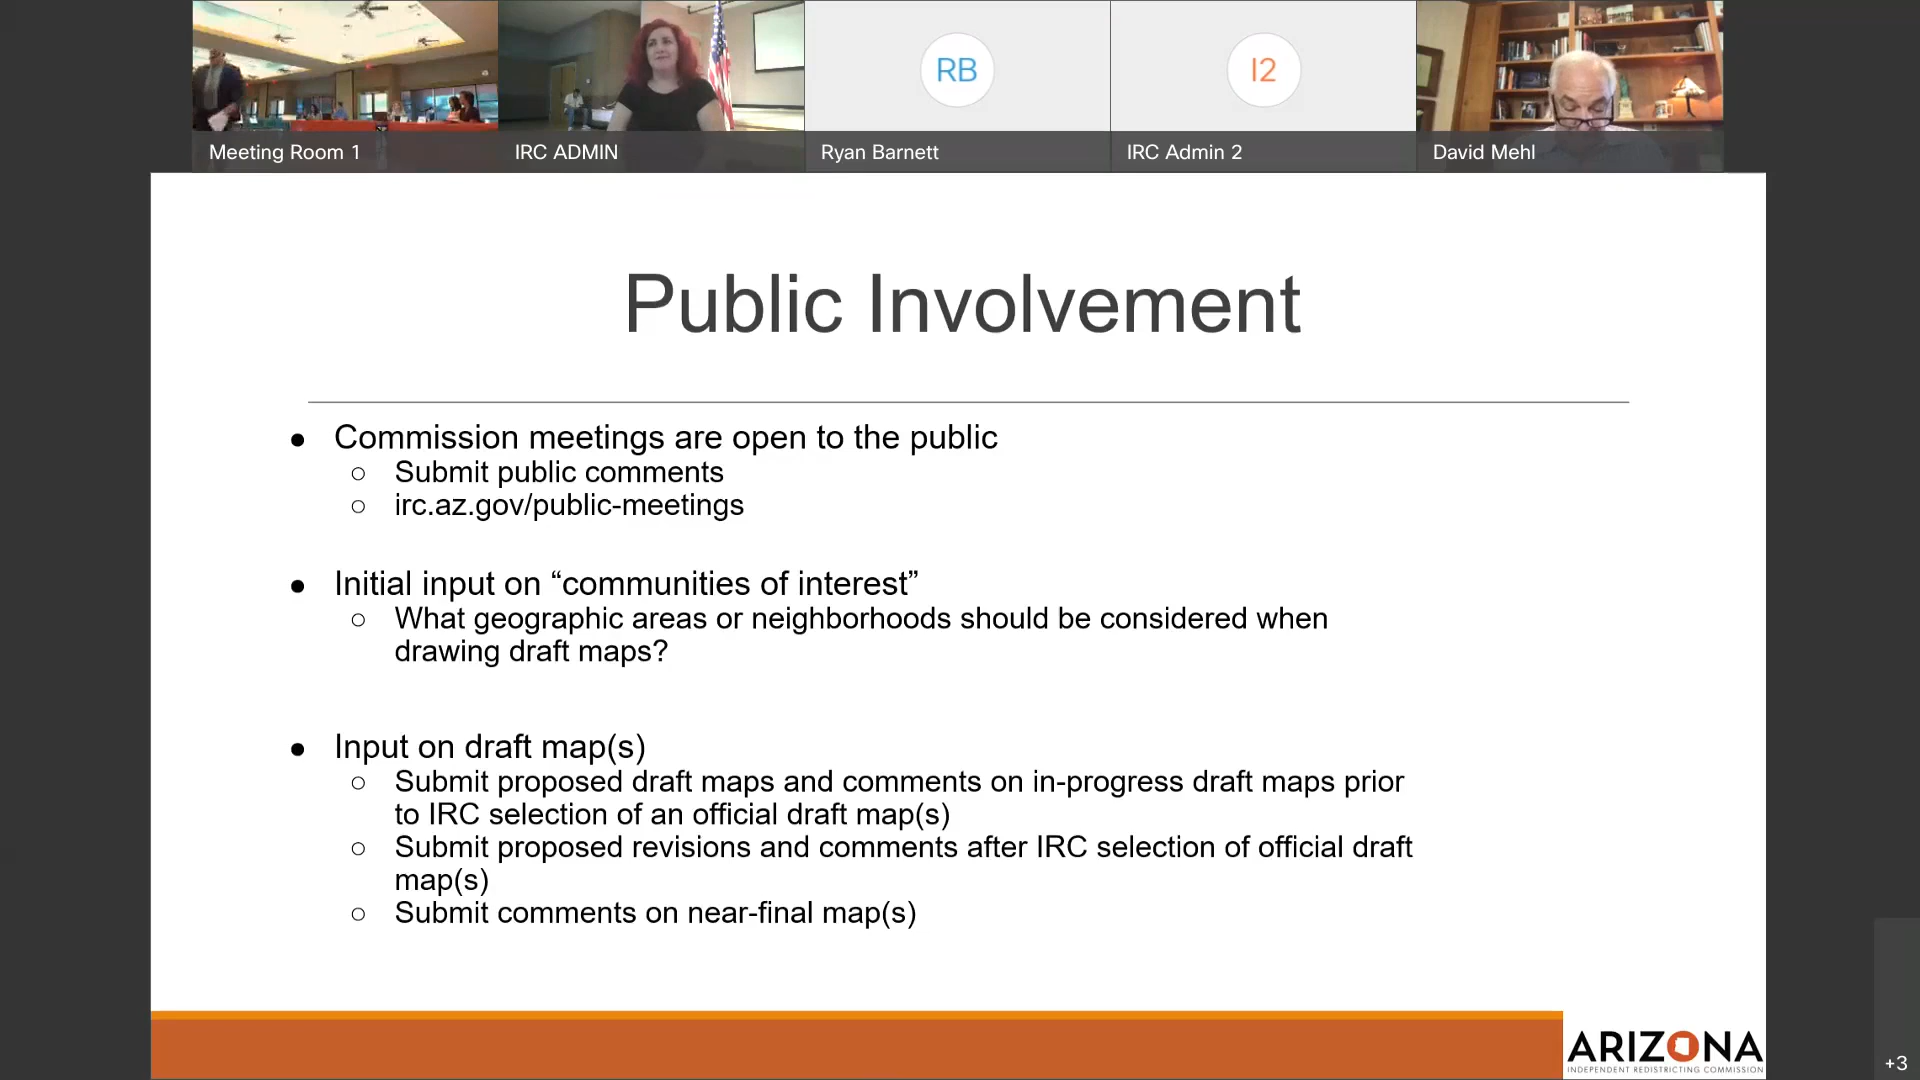 RB
I2
Meeting Room 1
IRC ADMIN
Ryan Barnett
IRC Admin 2
David Mehl
Public Involvement
● Commission meetings are open to the public
○ Submit public comments
○ irc.az.gov/public-meetings
● Initial input on “communities of interest”
○ What geographic areas or neighborhoods should be considered when
drawing draft maps?
● Input on draft map(s)
○ Submit proposed draft maps and comments on in-progress draft maps prior
to IRC selection of an official draft map(s)
○ Submit proposed revisions and comments after IRC selection of official draft
map(s)
○ Submit comments on near-final map(s)
ARIZONA
INDEPENDENT REDISTRICTING COMMISSION
+3